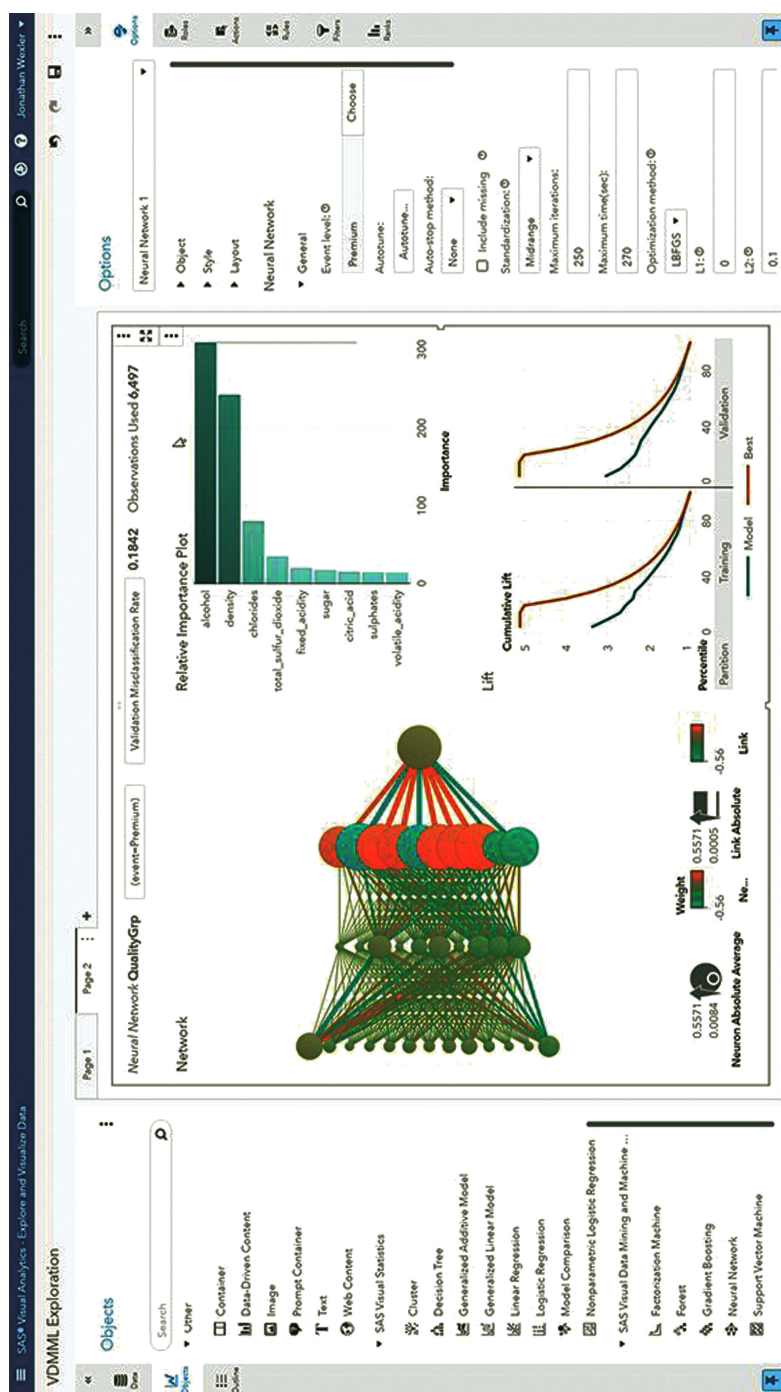 SAS® Visual Analytics - Explore and Visualize Data
Search
Jonathan Wexler
VDMML Exploration
Data
Objects
Outline
Objects
Search
Other
Container
Data-Driven Content
Image
Prompt Container
Text
Web Content
SAS Visual Statistics
Cluster
Decision Tree
Generalized Additive Model
Generalized Linear Model
Linear Regression
Logistic Regression
Model Comparison
Nonparametric Logistic Regression
SAS Visual Data Mining and Machine ...
Factorization Machine
Forest
Gradient Boosting
Neural Network
Support Vector Machine
Page 1
Page 2
Neural Network QualityGrp (event=Premium) Validation Misclassification Rate 0.1842 Observations Used 6,497
Network
Neuron Absolute Average
0.5571
0.0084
Weight
-0.56
Ne...
0.5571
0.0005
Link Absolute
-0.56
Link
Relative Importance Plot
alcohol
density
chlorides
total_sulfur_dioxide
fixed_acidity
sugar
citric_acid
sulphates
volatile_acidity
0 100 200 300
Importance
Lift
Cumulative Lift
5
4
3
2
1
0 40 80 0 40 80
Percentile
Partition Training Validation
Model Best
Options
Neural Network 1
Object
Style
Layout
Neural Network
General
Event level:
Premium Choose
Autotune:
Autotune...
Auto-stop method:
None
Include missing
Standardization:
Midrange
Maximum iterations:
250
Maximum time(sec):
270
Optimization method:
LBFGS
L1:
0
L2:
0.1
Options
Roles
Actions
Rules
Filters
Ranks